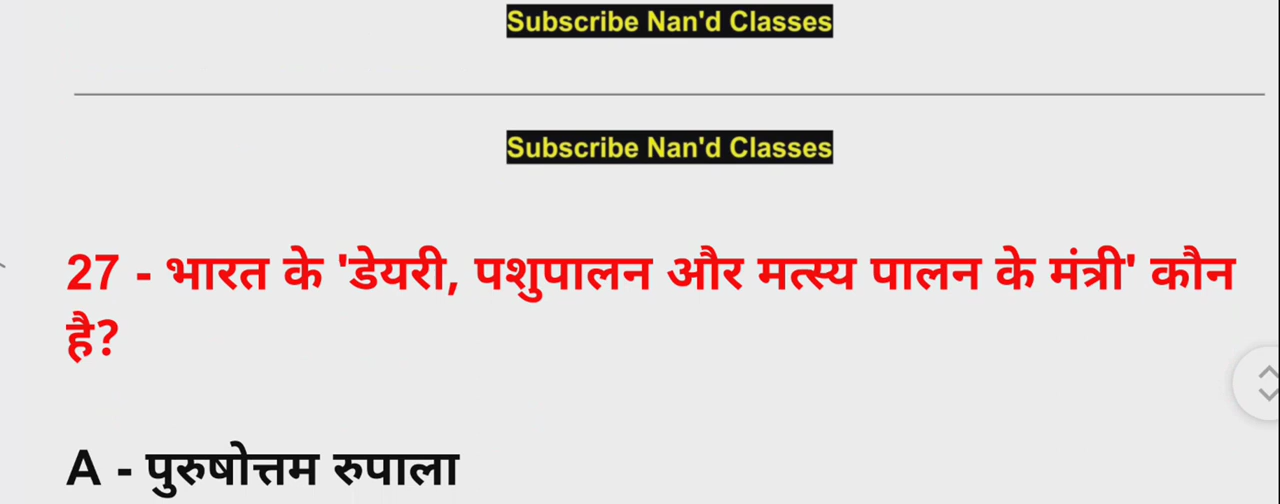 Subscribe Nan'd Classes
Subscribe Nan'd Classes
27 - भारत के 'डेयरी, पशुपालन और मत्स्य पालन के मंत्री' कौन
है?
A - पुरुषोत्तम रुपाला